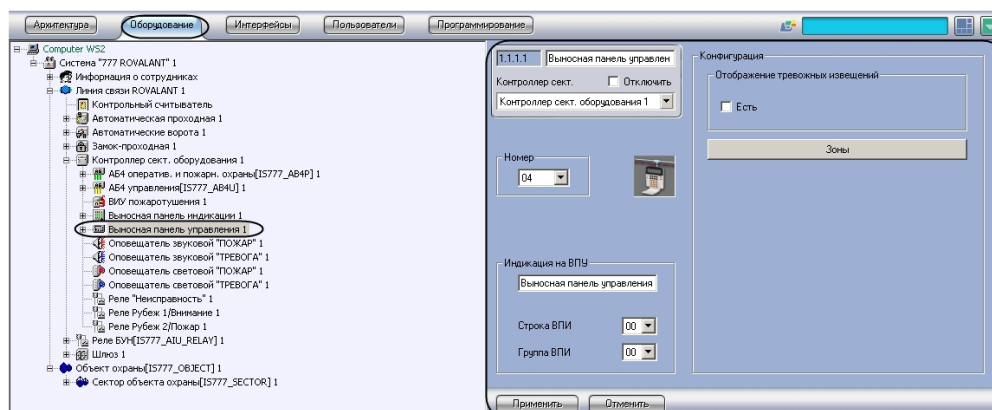 Архитектура Оборудование Интерфейсы Пользователи Программирование
Computer WS2
Система "777 ROVALANT" 1
Информация о сотрудниках
Линия связи ROVALANT 1
Контрольный считыватель
Автоматическая проходная 1
Автоматические ворота 1
Замок-проходная 1
Контроллер сект. оборудования 1
АБ4 оператив. и пожарн. охраны[IS777_AB4P] 1
АБ4 управления[IS777_AB4U] 1
ВИУ пожаротушения 1
Выносная панель индикации 1
Выносная панель управления 1
Оповещатель звуковой "ПОЖАР" 1
Оповещатель звуковой "ТРЕВОГА" 1
Оповещатель световой "ПОЖАР" 1
Оповещатель световой "ТРЕВОГА" 1
Реле "Неисправность" 1
Реле Рубеж 1/Внимание 1
Реле Рубеж 2/Пожар 1
Реле БУН[IS777_AIU_RELAY] 1
Шлюз 1
Объект охраны[IS777_OBJECT] 1
Сектор объекта охраны[IS777_SECTOR] 1
1.1.1.1 Выносная панель управлен
Контроллер сект. Отключить
Контроллер сект. оборудования 1
Номер
04
Индикация на ВПУ
Выносная панель управления
Строка ВПИ 00
Группа ВПИ 00
Применить Отменить
Конфигурация
Отображение тревожных извещений
Есть
Зоны